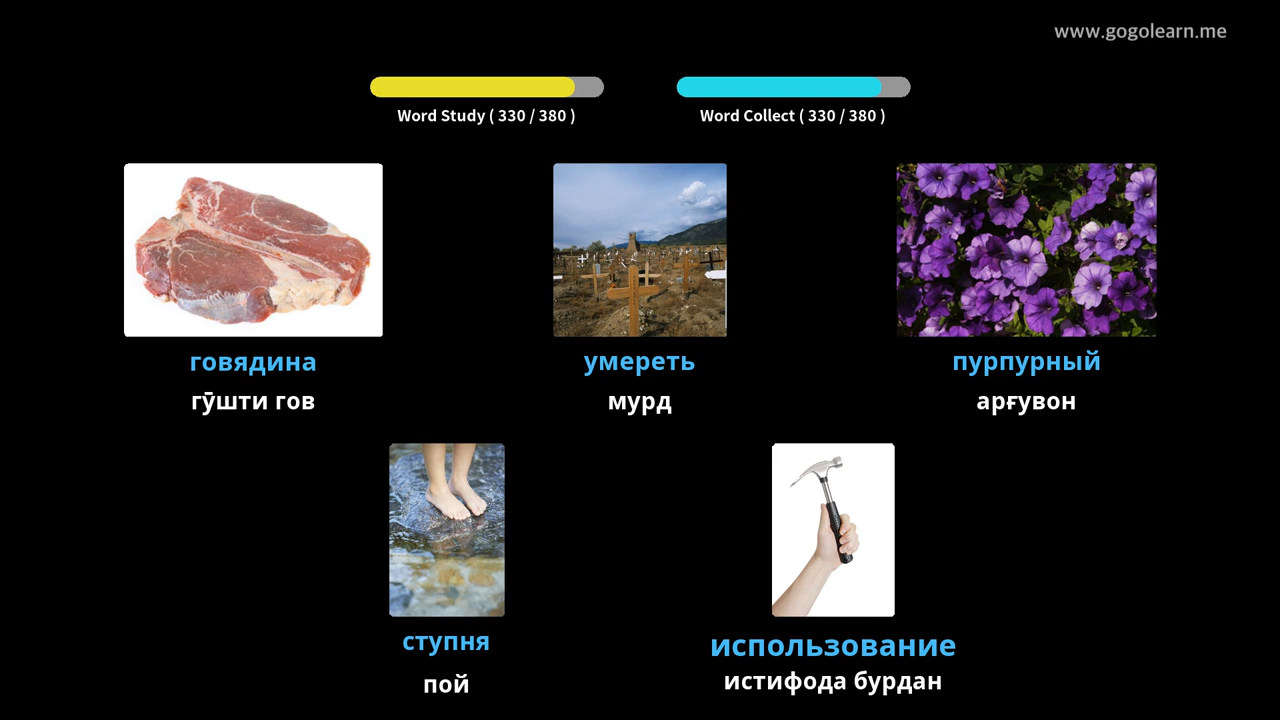 www.gogolearn.me
Word Study ( 330 / 380 )
Word Collect ( 330 / 380 )
говядина
умереть
пурпурный
гӯшти гов
мурд
арғувон
ступня
использование
пой
истифода бурдан